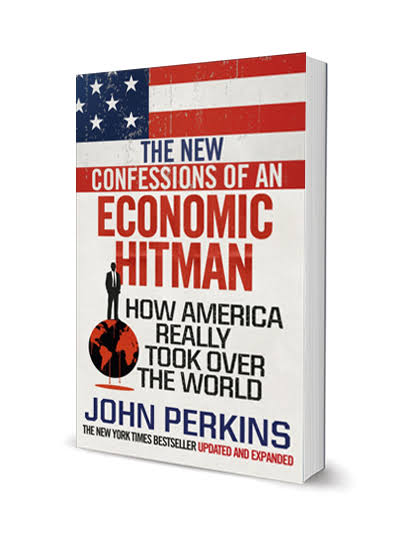 THE NEW
CONFESSIONS OF AN
ECONOMIC
HITMAN
HOW AMERICA
REALLY
TOOK OVER
THE WORLD
JOHN PERKINS
THE NEW YORK TIMES BESTSELLER UPDATED AND EXPANDED